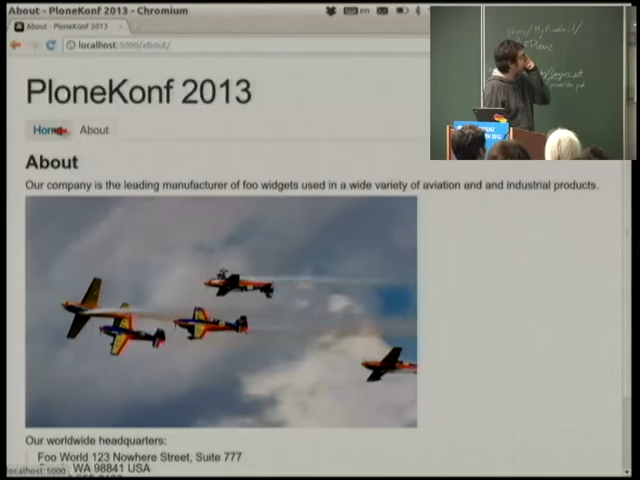 About - PloneKonf 2013 - Chromium
en
About - PloneKonf 2013
localhost:5000/about/
PloneKonf 2013
Home
About
About
Our company is the leading manufacturer of foo widgets used in a wide variety of aviation and and industrial products.
Our worldwide headquarters:
Foo World 123 Nowhere Street, Suite 777
WA 98841 USA
localhost:5000